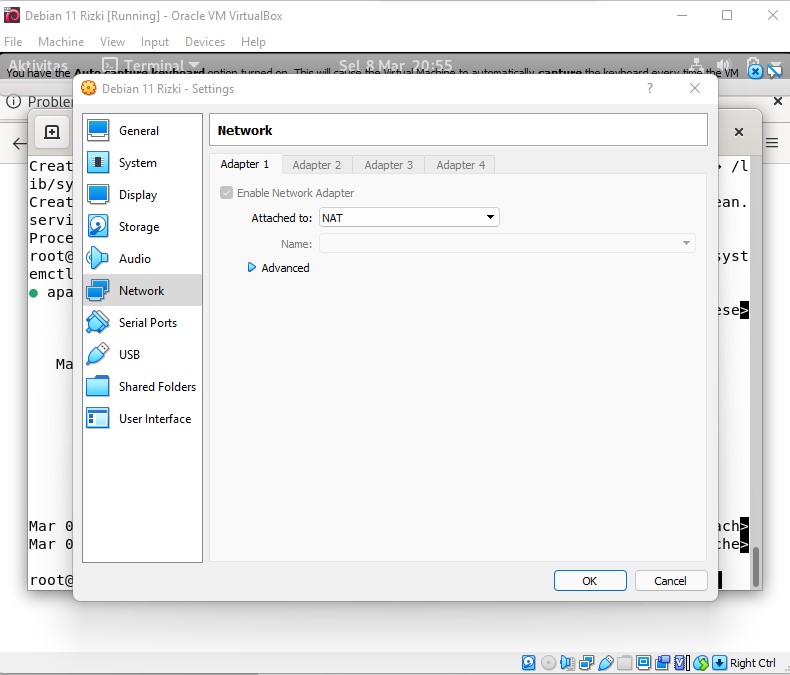 Debian 11 Rizki [Running] - Oracle VM VirtualBox
File Machine View Input Devices Help
Aktivitas Terminal Sel 8 Mar 20:55
You have the Auto capture keyboard option turned on. This will cause the Virtual Machine to automatically capture the keyboard every time the VM
Debian 11 Rizki - Settings ?
Creat
/l
ib/sy
Creat
ean.
servi
Proce
root@
syst
emctl
apa
ese>
Ma
Mar 0
ach>
Mar 0
che>
root@
General
System
Display
Storage
Audio
Network
Serial Ports
USB
Shared Folders
User Interface
Network
Adapter 1 Adapter 2 Adapter 3 Adapter 4
Enable Network Adapter
Attached to: NAT
Name:
Advanced
OK Cancel
Right Ctrl